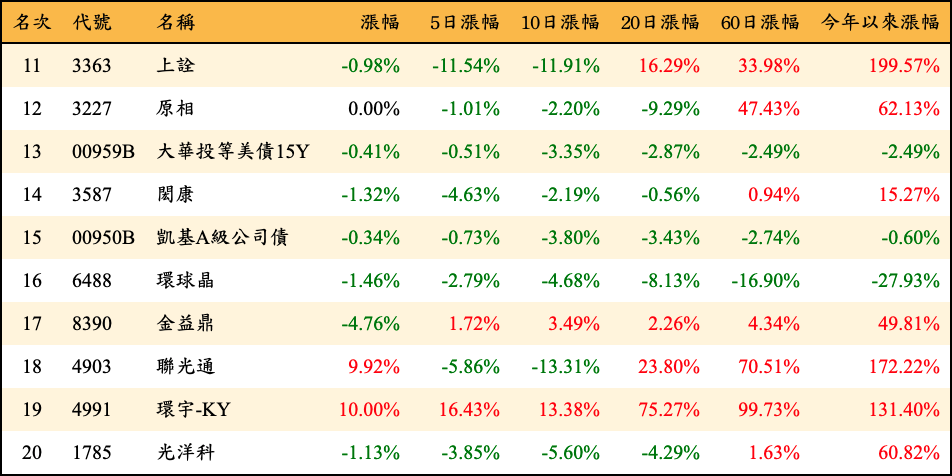 名次 代號 名稱 漲幅 5日漲幅 10日漲幅 20日漲幅 60日漲幅 今年以來漲幅
11 3363 上詮 -0.98% -11.54% -11.91% 16.29% 33.98% 199.57%
12 3227 原相 0.00% -1.01% -2.20% -9.29% 47.43% 62.13%
13 00959B 大華投等美債15Y -0.41% -0.51% -3.35% -2.87% -2.49% -2.49%
14 3587 閎康 -1.32% -4.63% -2.19% -0.56% 0.94% 15.27%
15 00950B 凱基A級公司債 -0.34% -0.73% -3.80% -3.43% -2.74% -0.60%
16 6488 環球晶 -1.46% -2.79% -4.68% -8.13% -16.90% -27.93%
17 8390 金益鼎 -4.76% 1.72% 3.49% 2.26% 4.34% 49.81%
18 4903 聯光通 9.92% -5.86% -13.31% 23.80% 70.51% 172.22%
19 4991 環宇-KY 10.00% 16.43% 13.38% 75.27% 99.73% 131.40%
20 1785 光洋科 -1.13% -3.85% -5.60% -4.29% 1.63% 60.82%